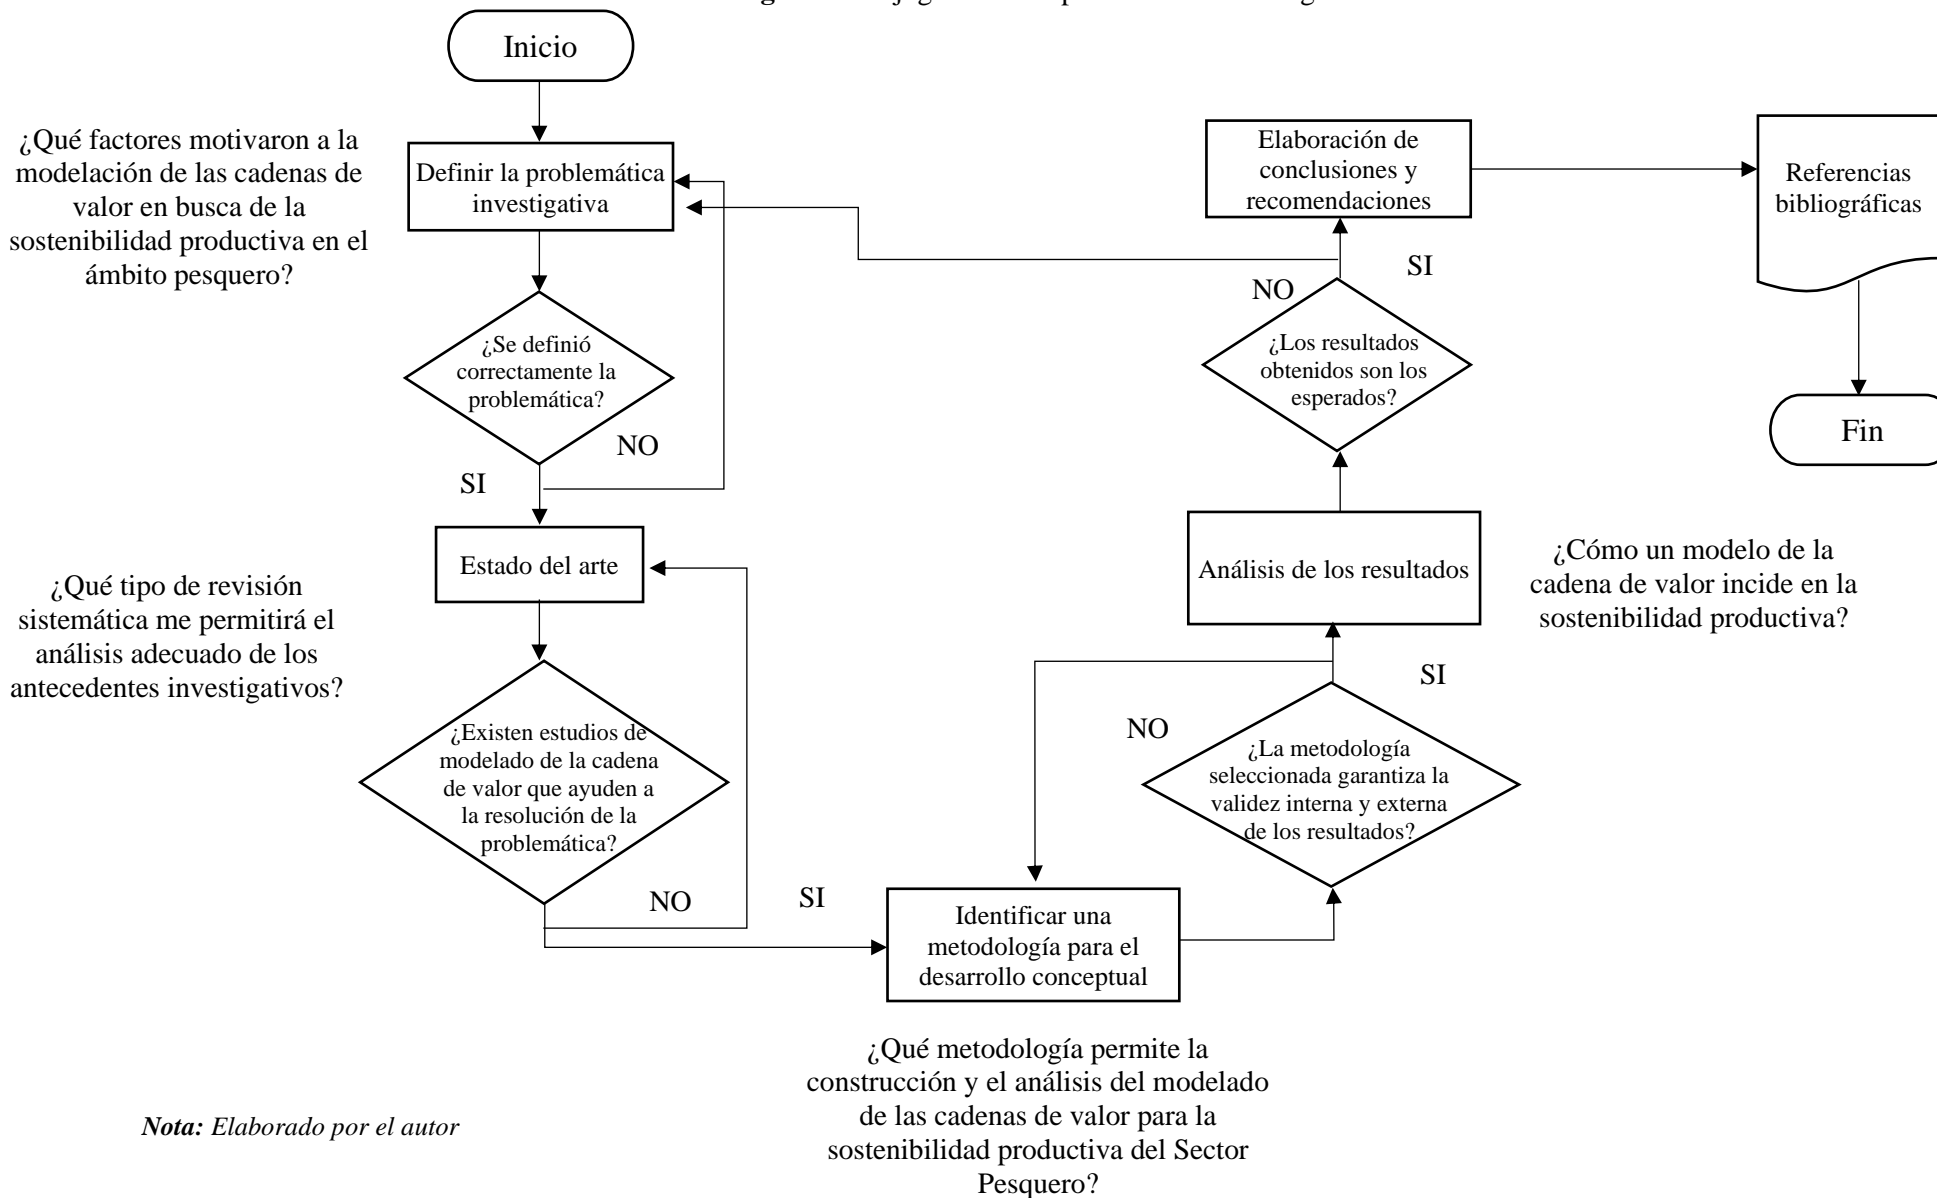 Inicio
¿Qué factores motivaron a la
modelación de las cadenas de
valor en busca de la
sostenibilidad productiva en el
ámbito pesquero?
Definir la problemática
investigativa
¿Se definió
correctamente la
problemática?
NO
SI
Estado del arte
¿Qué tipo de revisión
sistemática me permitirá el
análisis adecuado de los
antecedentes investigativos?
¿Existen estudios de
modelado de la cadena
de valor que ayuden a
la resolución de la
problemática?
NO
SI
Identificar una
metodología para el
desarrollo conceptual
¿Qué metodología permite la
construcción y el análisis del modelado
de las cadenas de valor para la
sostenibilidad productiva del Sector
Pesquero?
¿La metodología
seleccionada garantiza la
validez interna y externa
de los resultados?
NO
SI
Análisis de los resultados
¿Cómo un modelo de la
cadena de valor incide en la
sostenibilidad productiva?
¿Los resultados
obtenidos son los
esperados?
NO
SI
Elaboración de
conclusiones y
recomendaciones
Referencias
bibliográficas
Fin
Nota: Elaborado por el autor